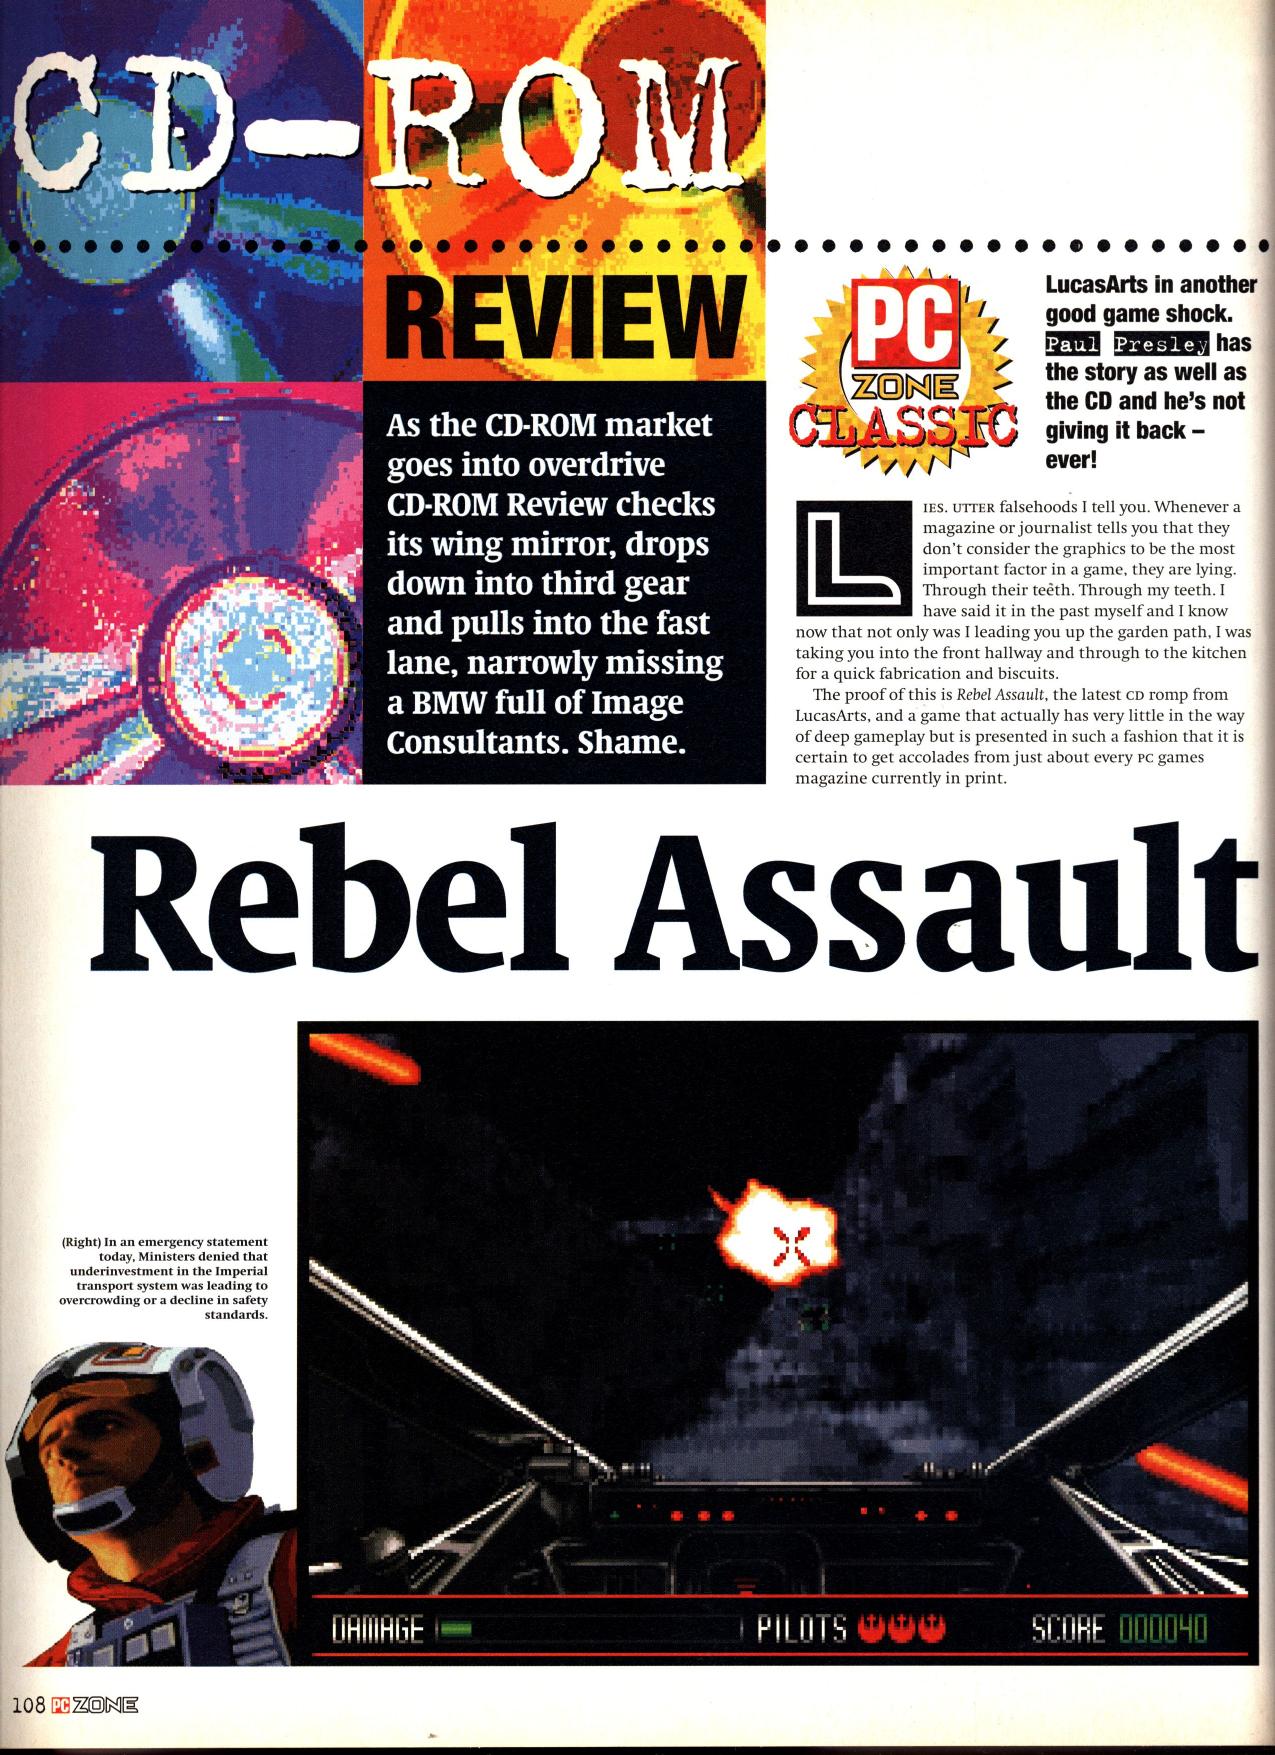 CD-ROM
REVIEW
As the CD-ROM market
goes into overdrive
CD-ROM Review checks
its wing mirror, drops
down into third gear
and pulls into the fast
lane, narrowly missing
a BMW full of Image
Consultants. Shame.
PC
ZONE
CLASSIC
LucasArts in another
good game shock.
Paul Presley has
the story as well as
the CD and he's not
giving it back –
ever!
LIES. UTTER falsehoods I tell you. Whenever a
magazine or journalist tells you that they
don't consider the graphics to be the most
important factor in a game, they are lying.
Through their teeth. Through my teeth. I
have said it in the past myself and I know
now that not only was I leading you up the garden path, I was
taking you into the front hallway and through to the kitchen
for a quick fabrication and biscuits.
The proof of this is Rebel Assault, the latest CD romp from
LucasArts, and a game that actually has very little in the way
of deep gameplay but is presented in such a fashion that it is
certain to get accolades from just about every PC games
magazine currently in print.
Rebel Assault
(Right) In an emergency statement
today, Ministers denied that
underinvestment in the Imperial
transport system was leading to
overcrowding or a decline in safety
standards.
DAMAGE PILOTS SCORE 000040
108 PC ZONE